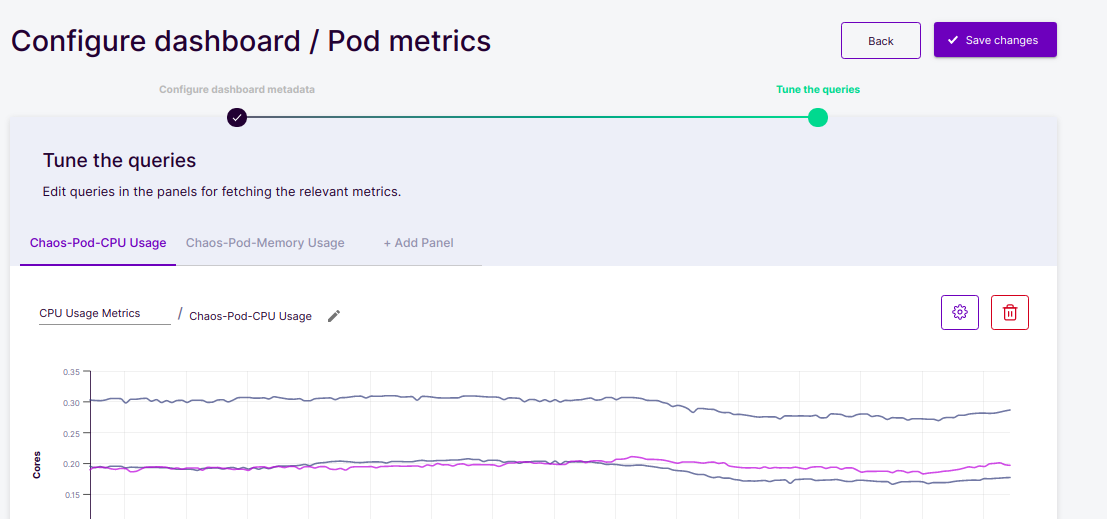 Configure dashboard / Pod metrics
Back
Save changes
Configure dashboard metadata
Tune the queries
Tune the queries
Edit queries in the panels for fetching the relevant metrics.
Chaos-Pod-CPU Usage
Chaos-Pod-Memory Usage
+ Add Panel
CPU Usage Metrics / Chaos-Pod-CPU Usage
0.35
0.30
0.25
0.20
0.15
Cores